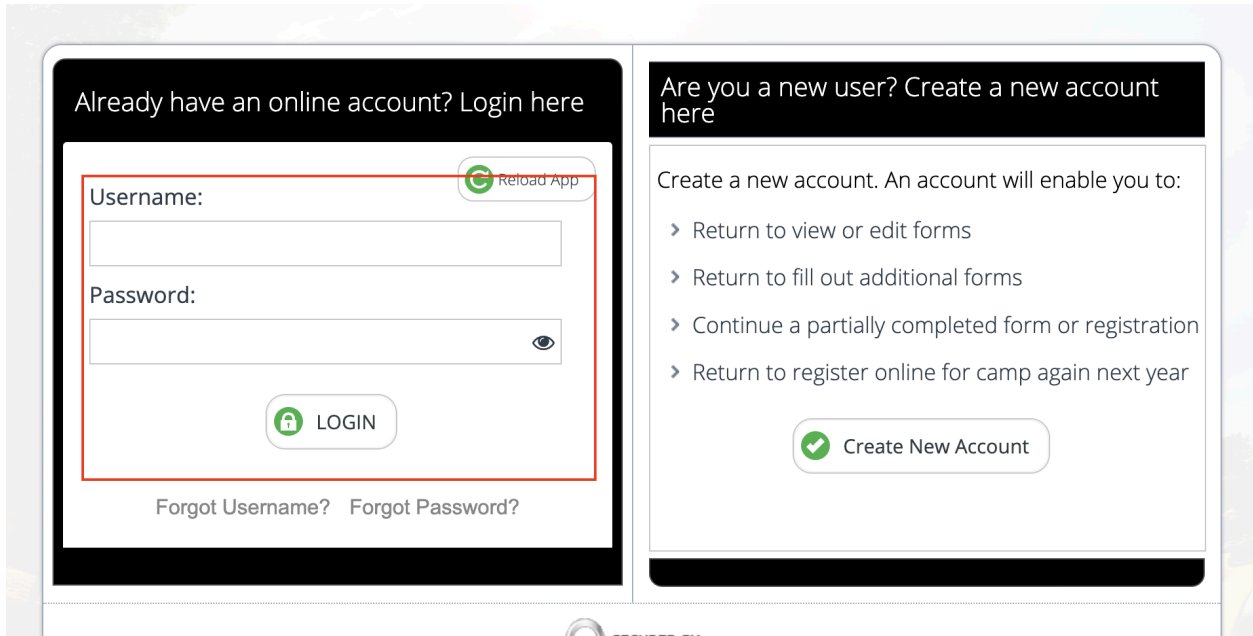 Already have an online account? Login here
Reload App
Username:
Password:
LOGIN
Forgot Username? Forgot Password?
Are you a new user? Create a new account
here
Create a new account. An account will enable you to:
Return to view or edit forms
Return to fill out additional forms
Continue a partially completed form or registration
Return to register online for camp again next year
Create New Account